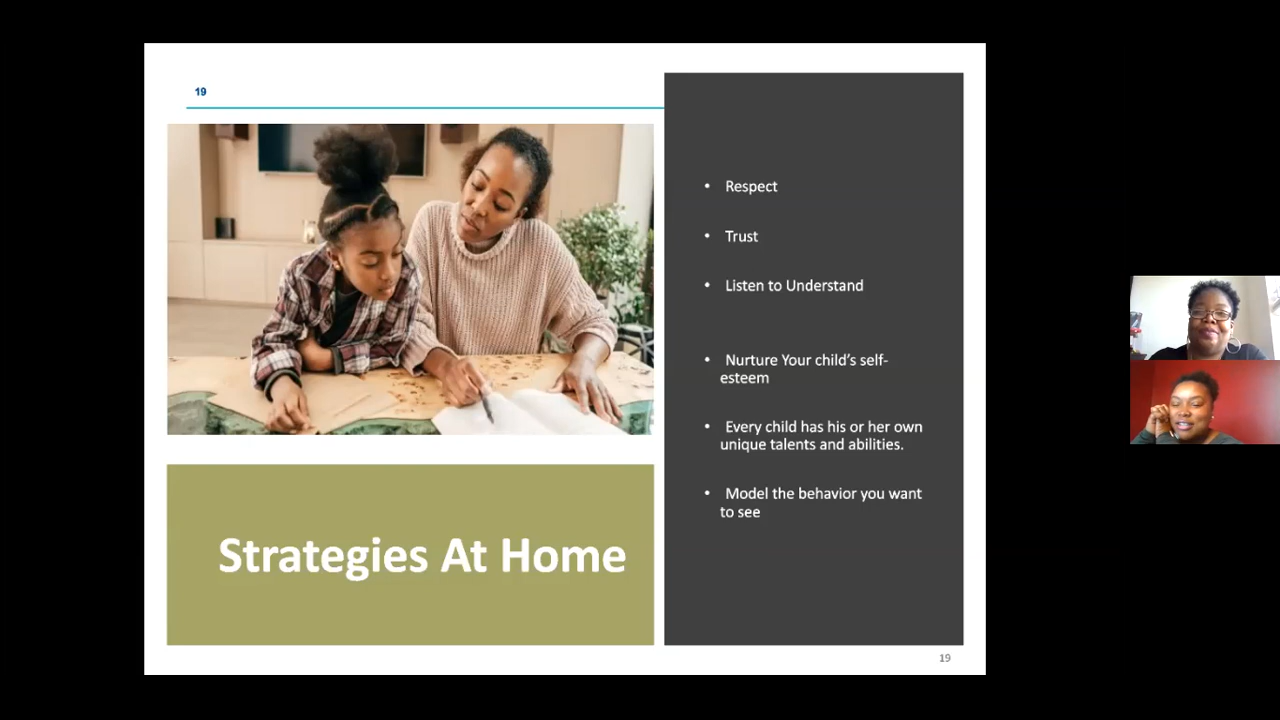 19
• Respect
• Trust
• Listen to Understand
• Nurture Your child's self-
esteem
• Every child has his or her own
unique talents and abilities.
• Model the behavior you want
to see
Strategies At Home
19